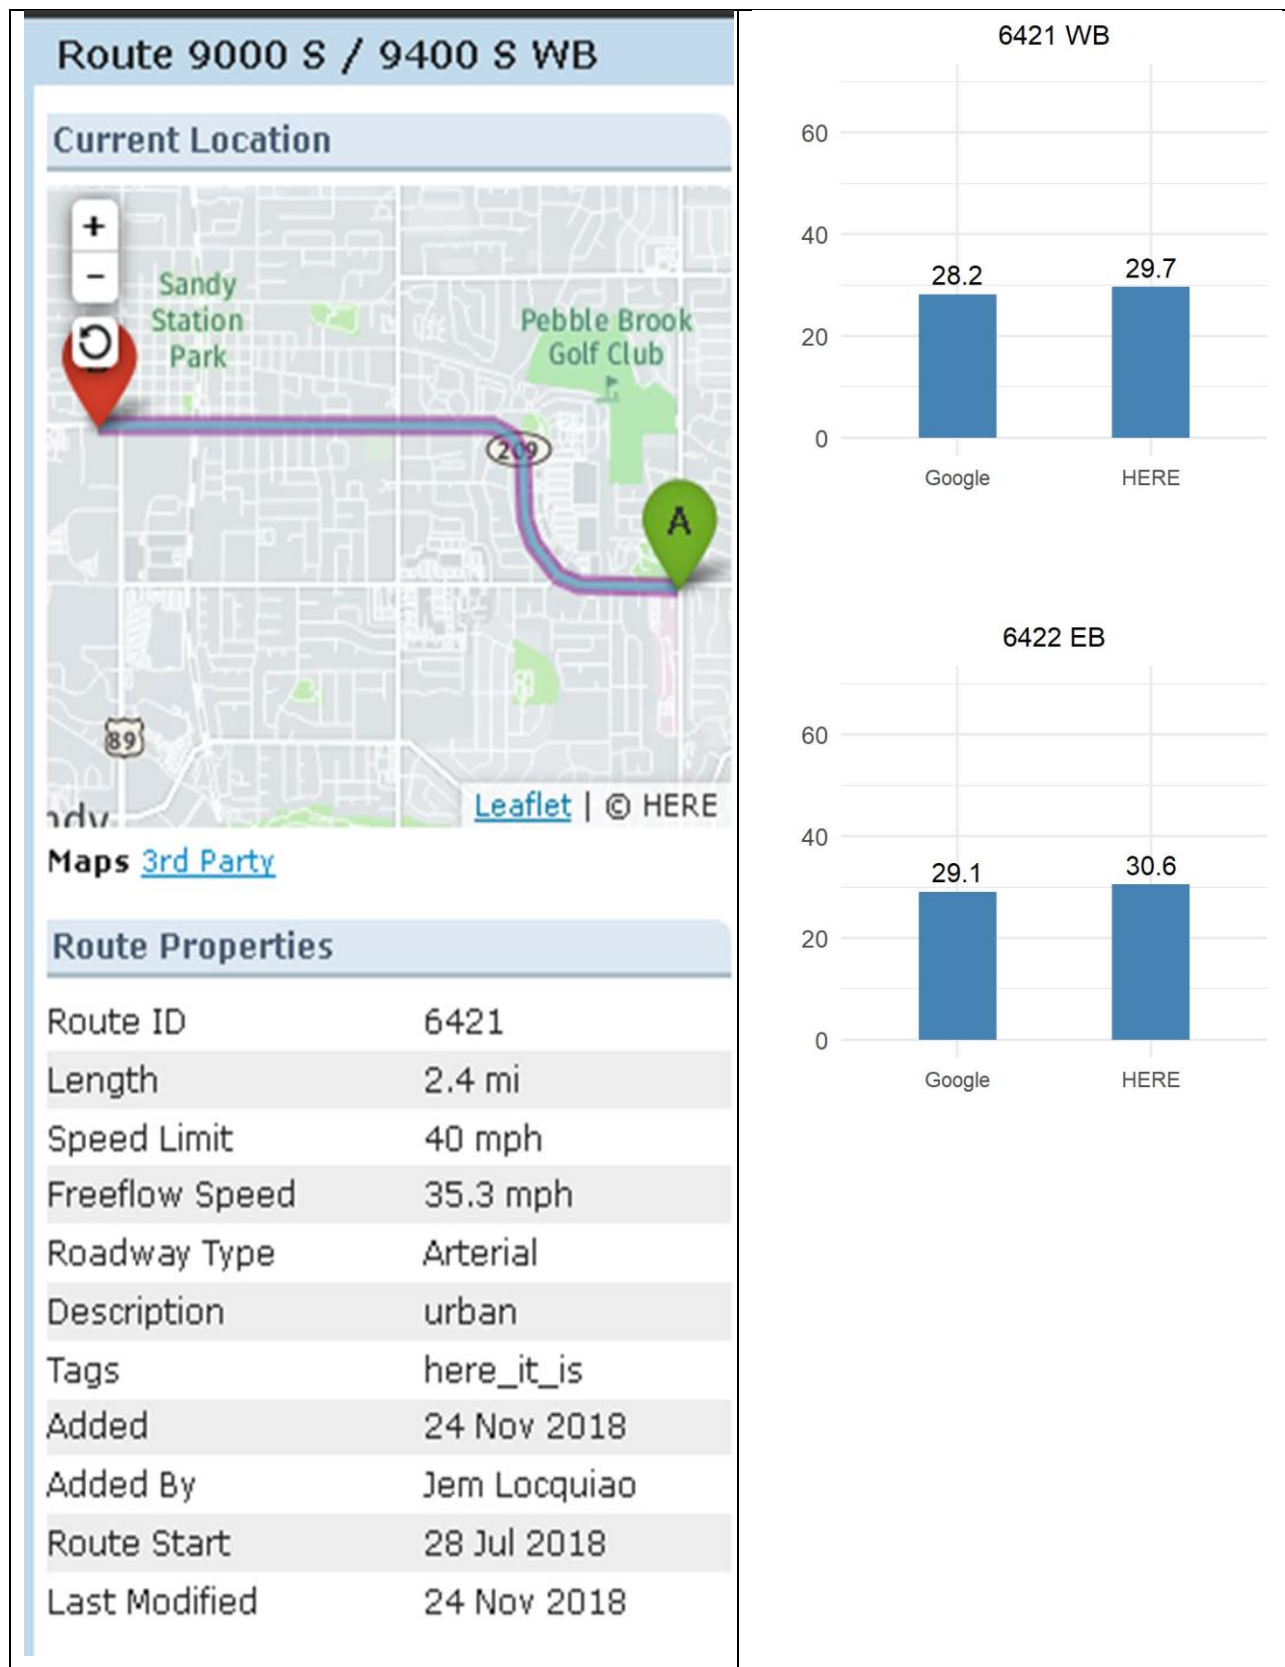 Route 9000 S / 9400 S WB
Current Location
+
−
Sandy
Station
Park
Pebble Brook
Golf Club
209
A
89
ndy
Leaflet | © HERE
Maps 3rd Party
Route Properties
Route ID 6421
Length 2.4 mi
Speed Limit 40 mph
Freeflow Speed 35.3 mph
Roadway Type Arterial
Description urban
Tags here_it_is
Added 24 Nov 2018
Added By Jem Locquiao
Route Start 28 Jul 2018
Last Modified 24 Nov 2018
6421 WB
60
40
20
0
28.2
29.7
Google
HERE
6422 EB
60
40
20
0
29.1
30.6
Google
HERE